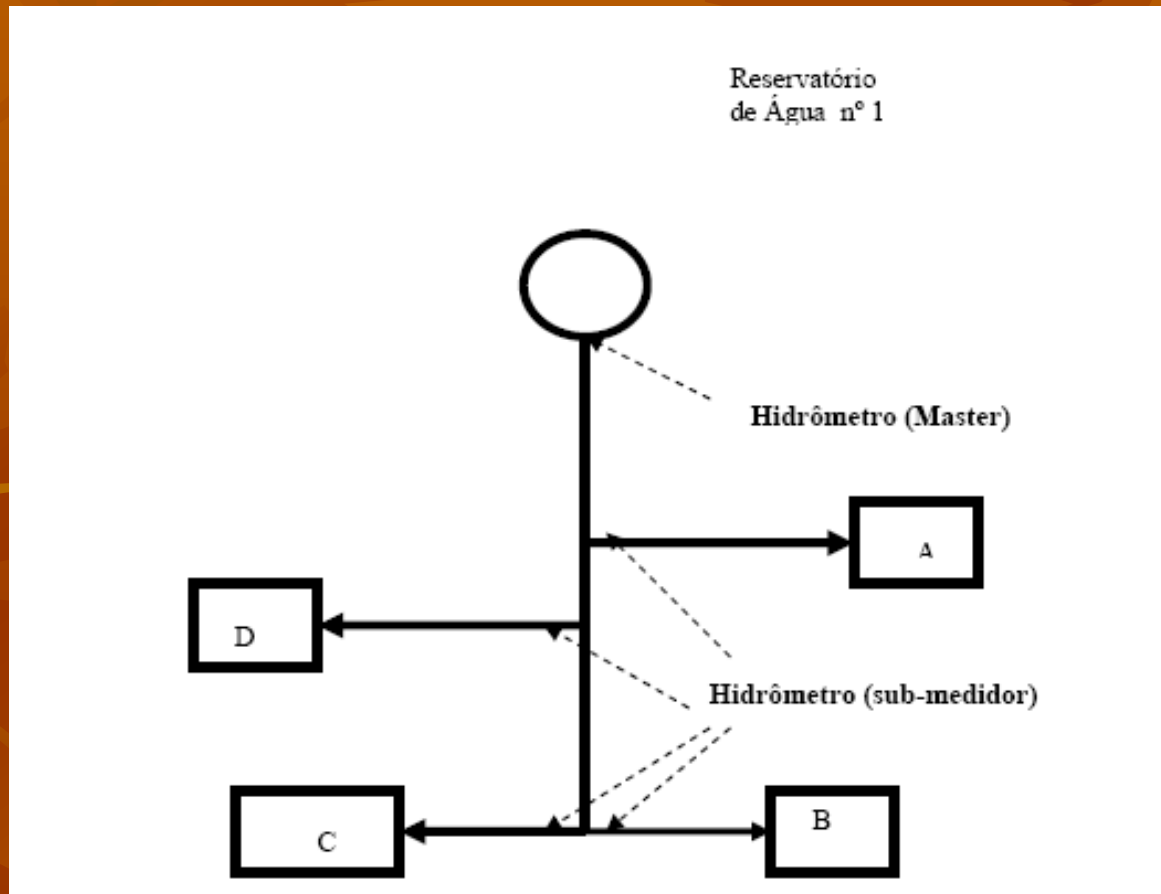 Reservatório
de Água nº 1
Hidrômetro (Master)
A
D
Hidrômetro (sub-medidor)
C
B